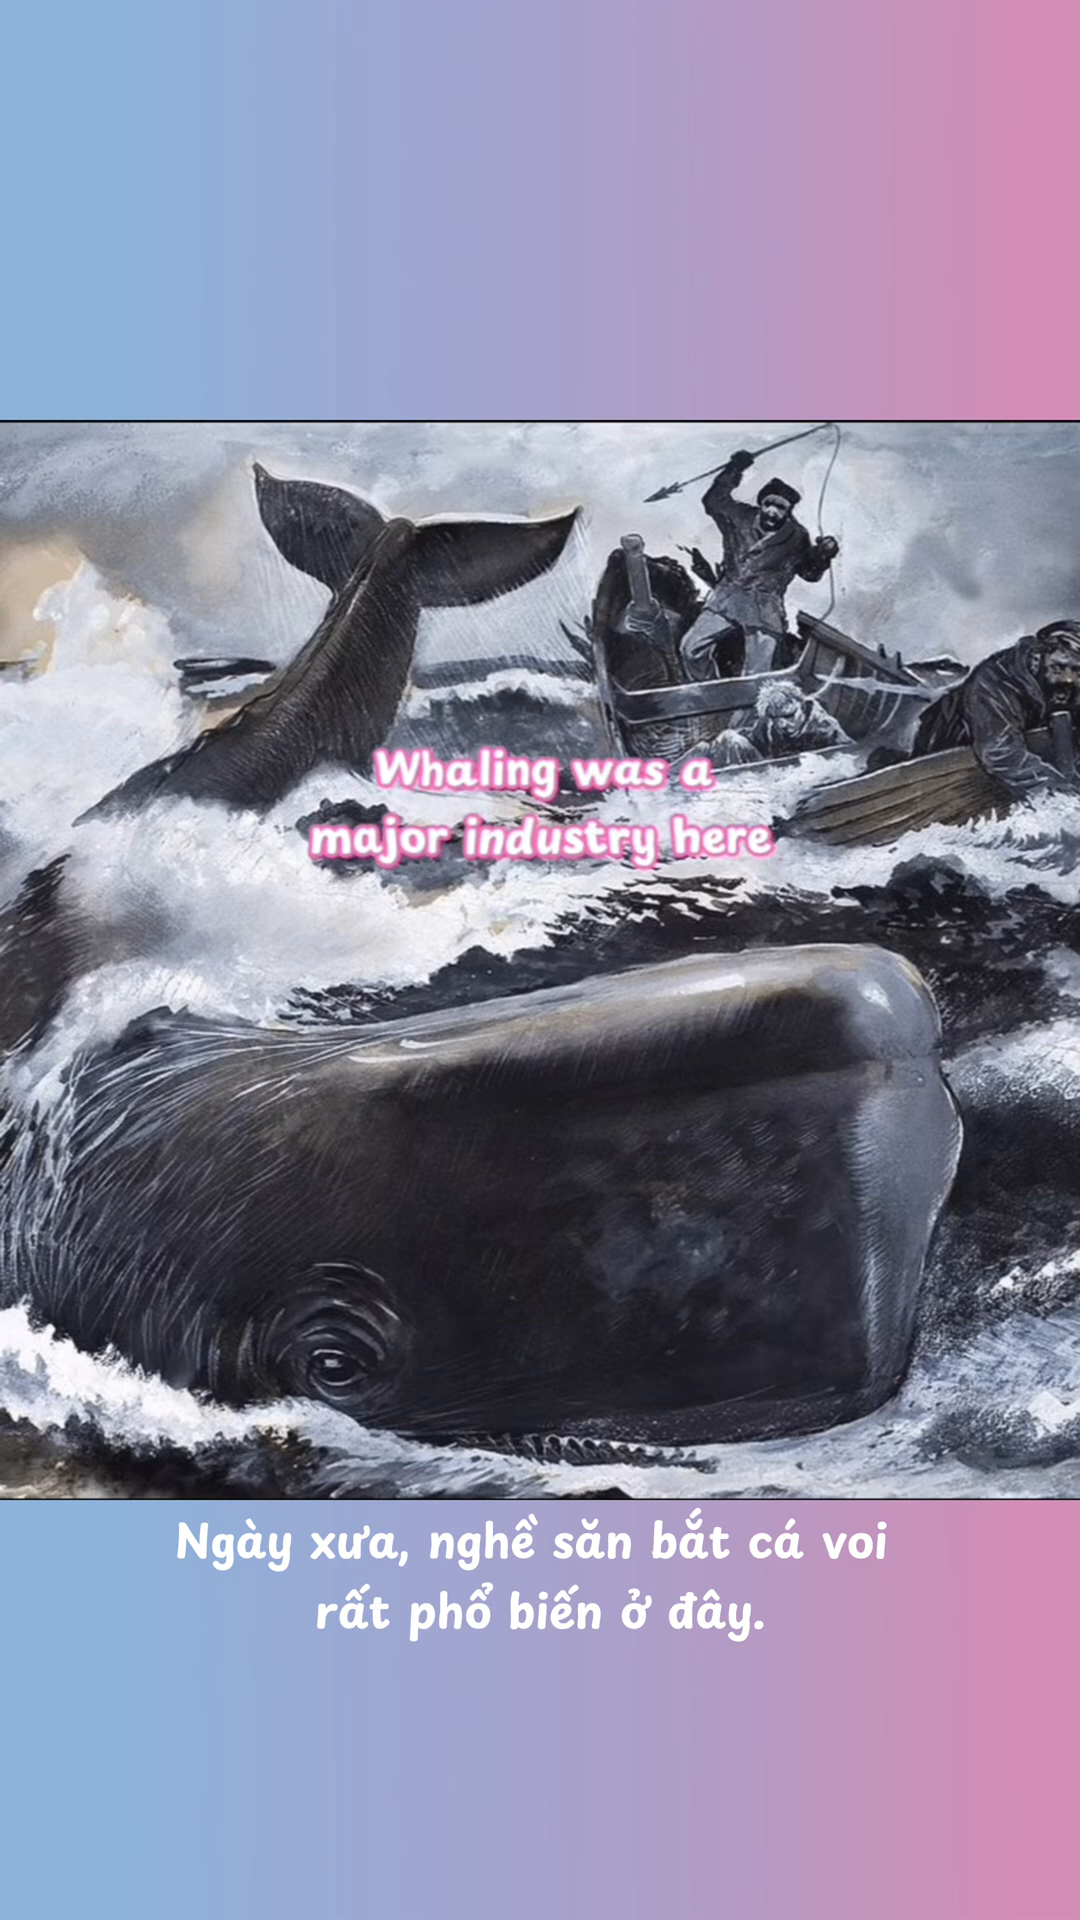 Whaling was a
major industry here
Ngày xưa, nghề săn bắt cá voi
rất phổ biến ở đây.